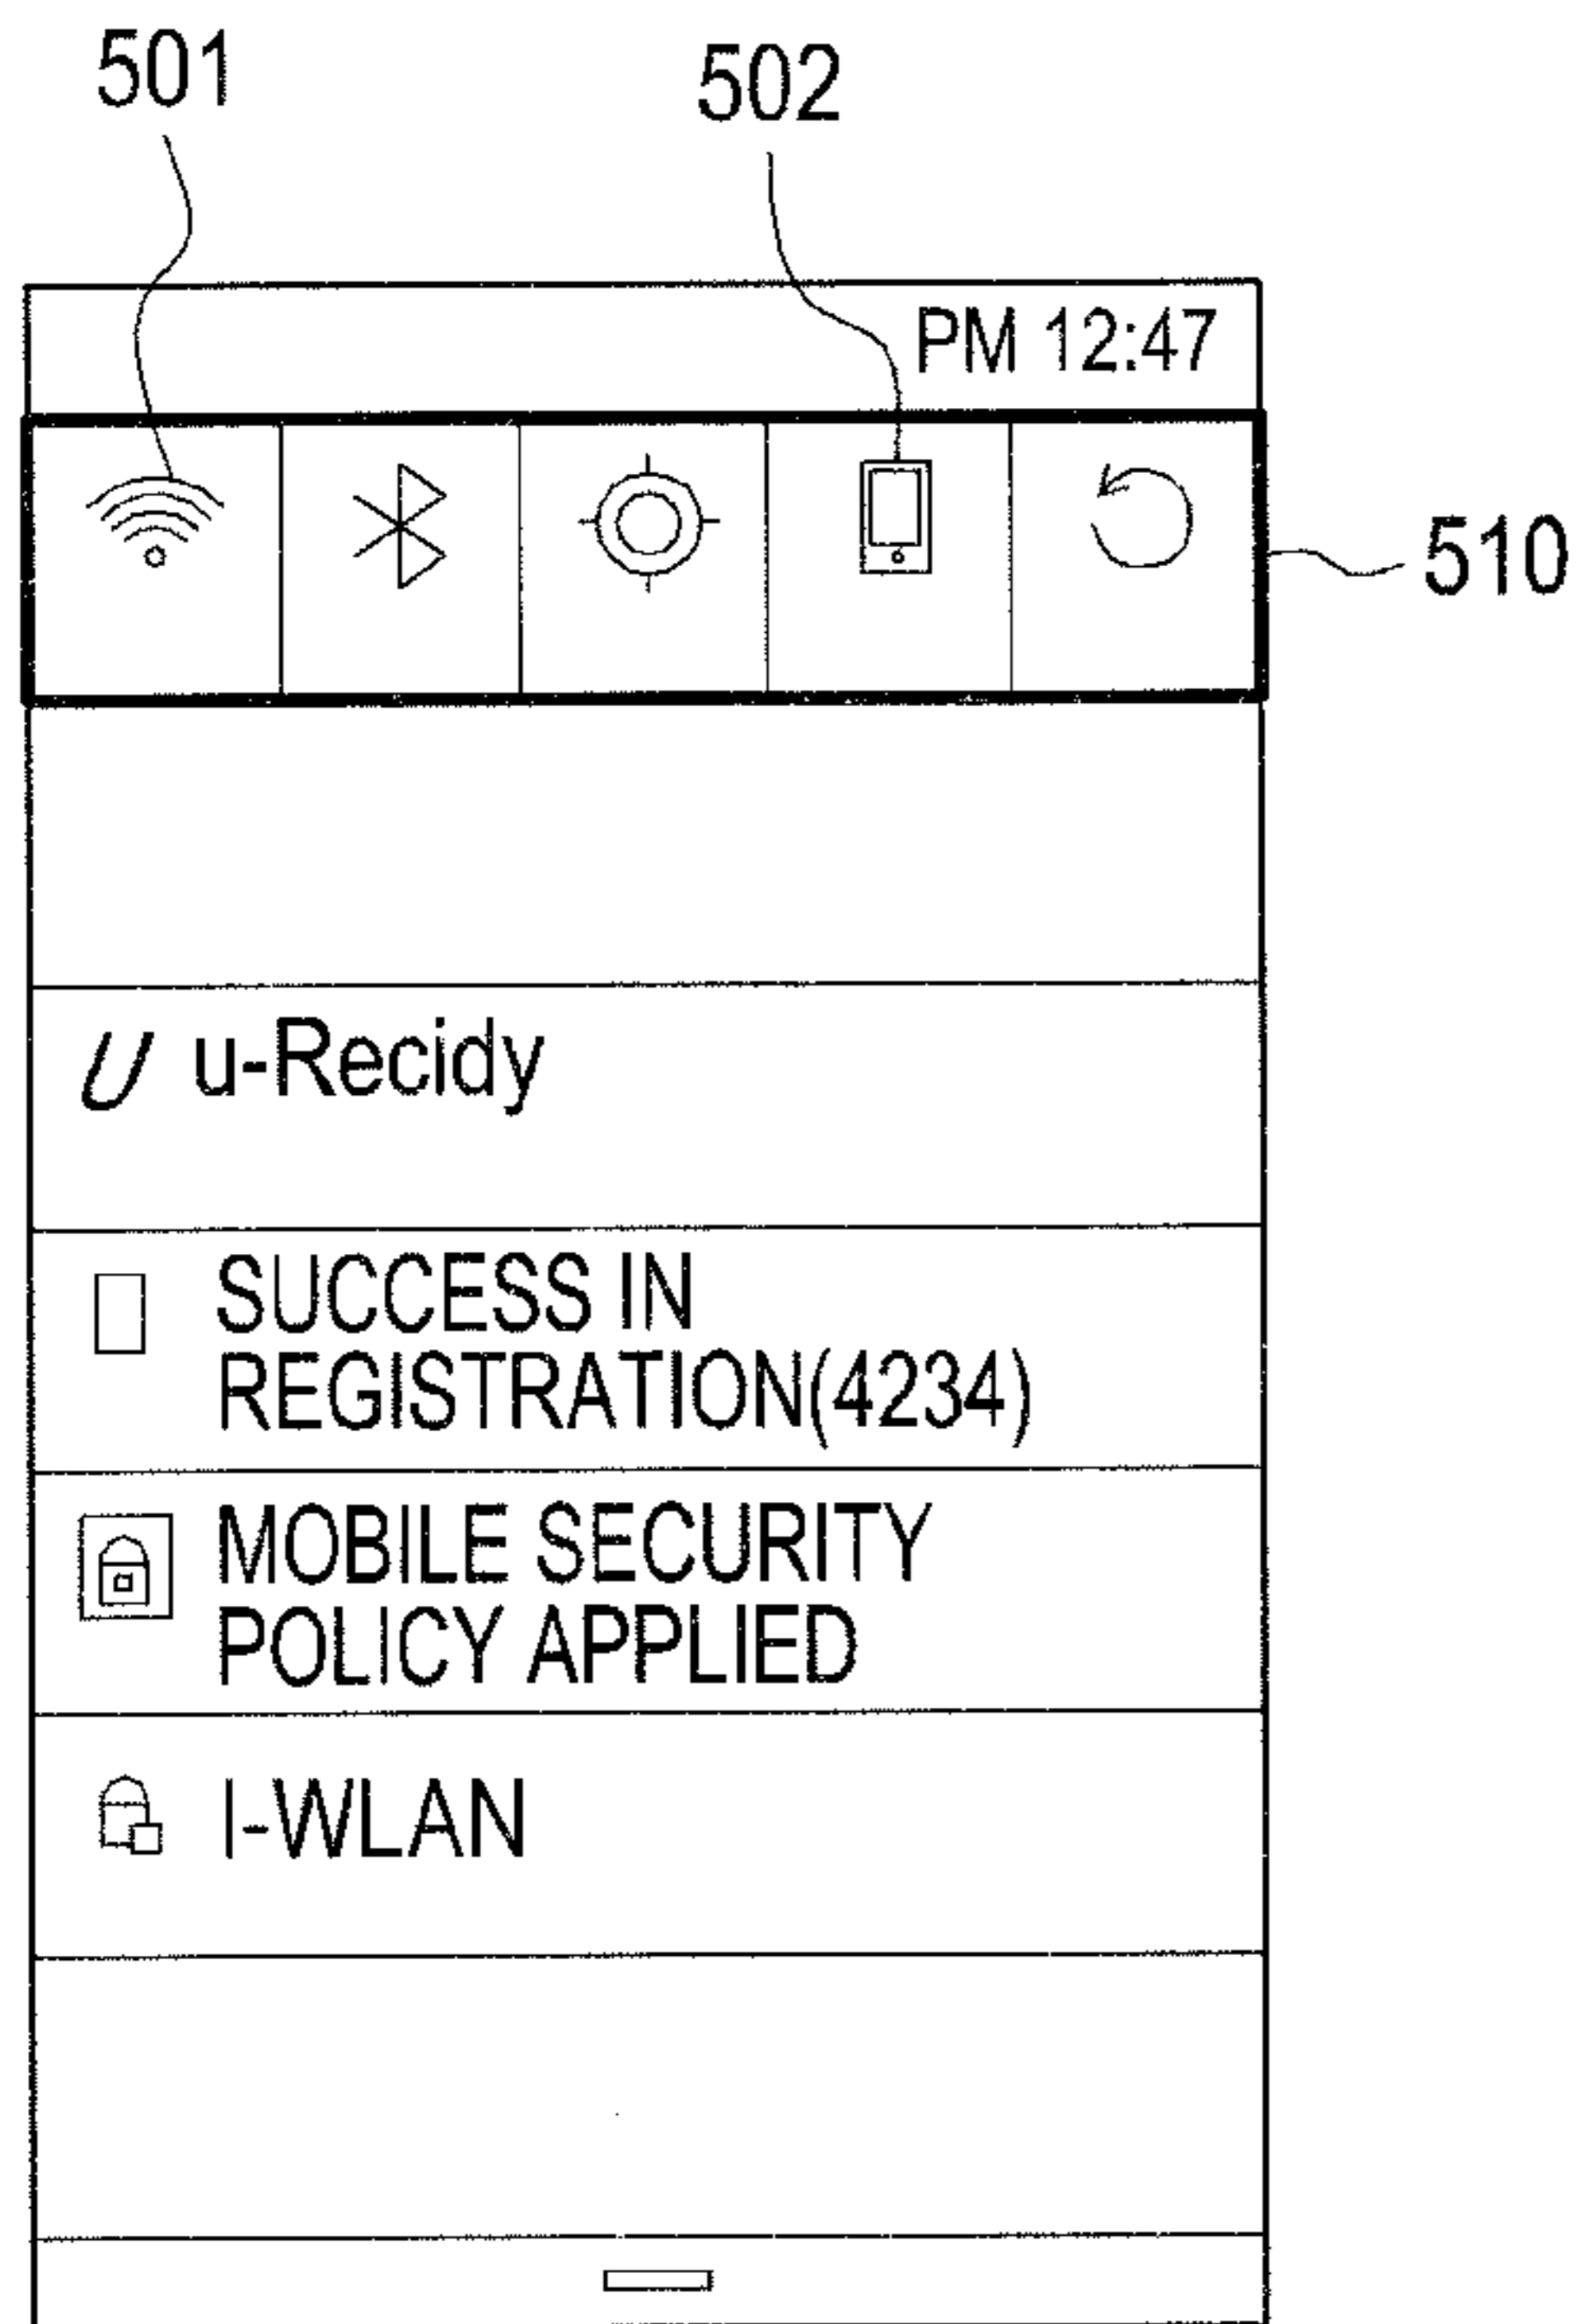 501
502
PM 12:47
510
U u-Recidy
SUCCESS IN
REGISTRATION(4234)
MOBILE SECURITY
POLICY APPLIED
I-WLAN